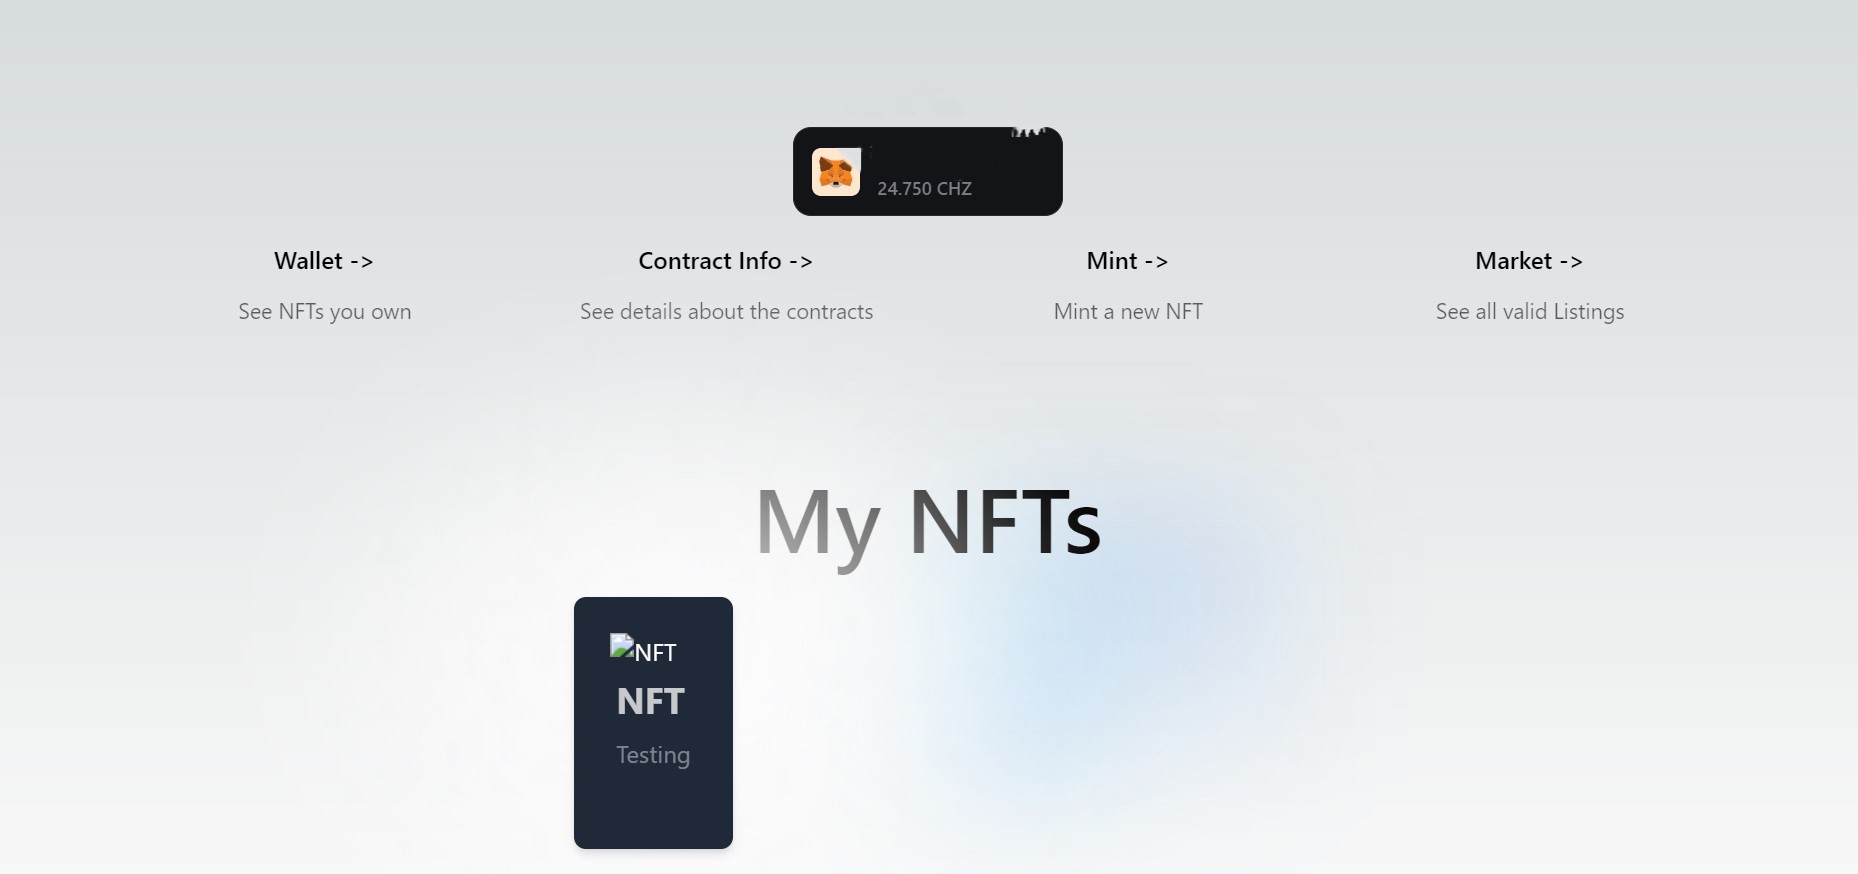 24.750 CHZ
Wallet ->
Contract Info ->
Mint ->
Market ->
See NFTs you own
See details about the contracts
Mint a new NFT
See all valid Listings
My NFTs
NFT
NFT
Testing